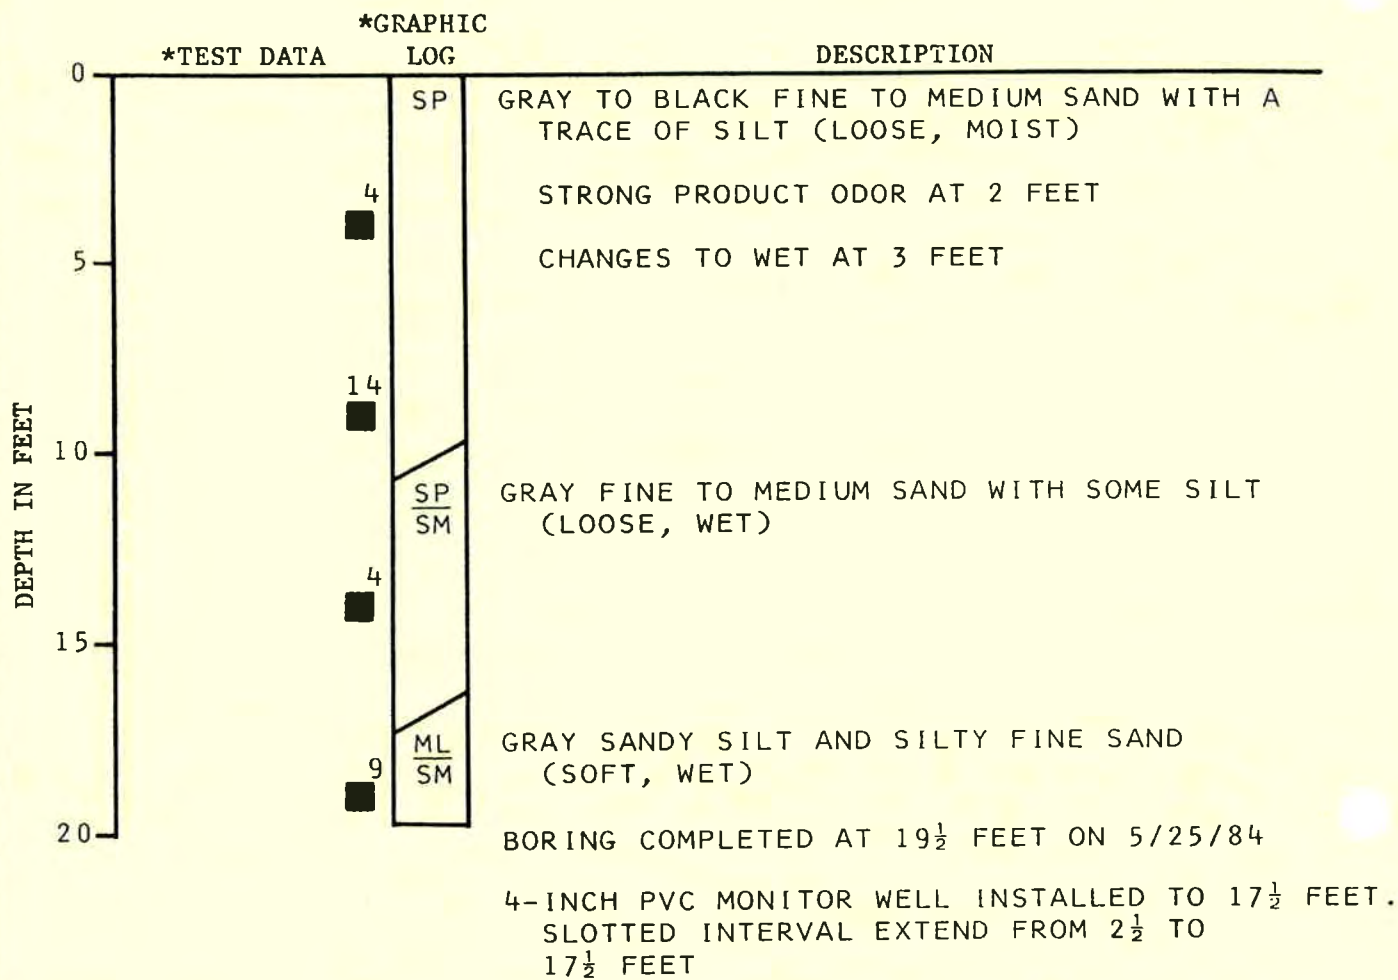 *GRAPHIC
*TEST DATA LOG DESCRIPTION
0
SP GRAY TO BLACK FINE TO MEDIUM SAND WITH A
TRACE OF SILT (LOOSE, MOIST)
4 STRONG PRODUCT ODOR AT 2 FEET
5 CHANGES TO WET AT 3 FEET
14
DEPTH IN FEET
10
SP GRAY FINE TO MEDIUM SAND WITH SOME SILT
SM (LOOSE, WET)
4
15
ML GRAY SANDY SILT AND SILTY FINE SAND
9 SM (SOFT, WET)
20 BORING COMPLETED AT 19½ FEET ON 5/25/84
4-INCH PVC MONITOR WELL INSTALLED TO 17½ FEET.
SLOTTED INTERVAL EXTEND FROM 2½ TO
17½ FEET